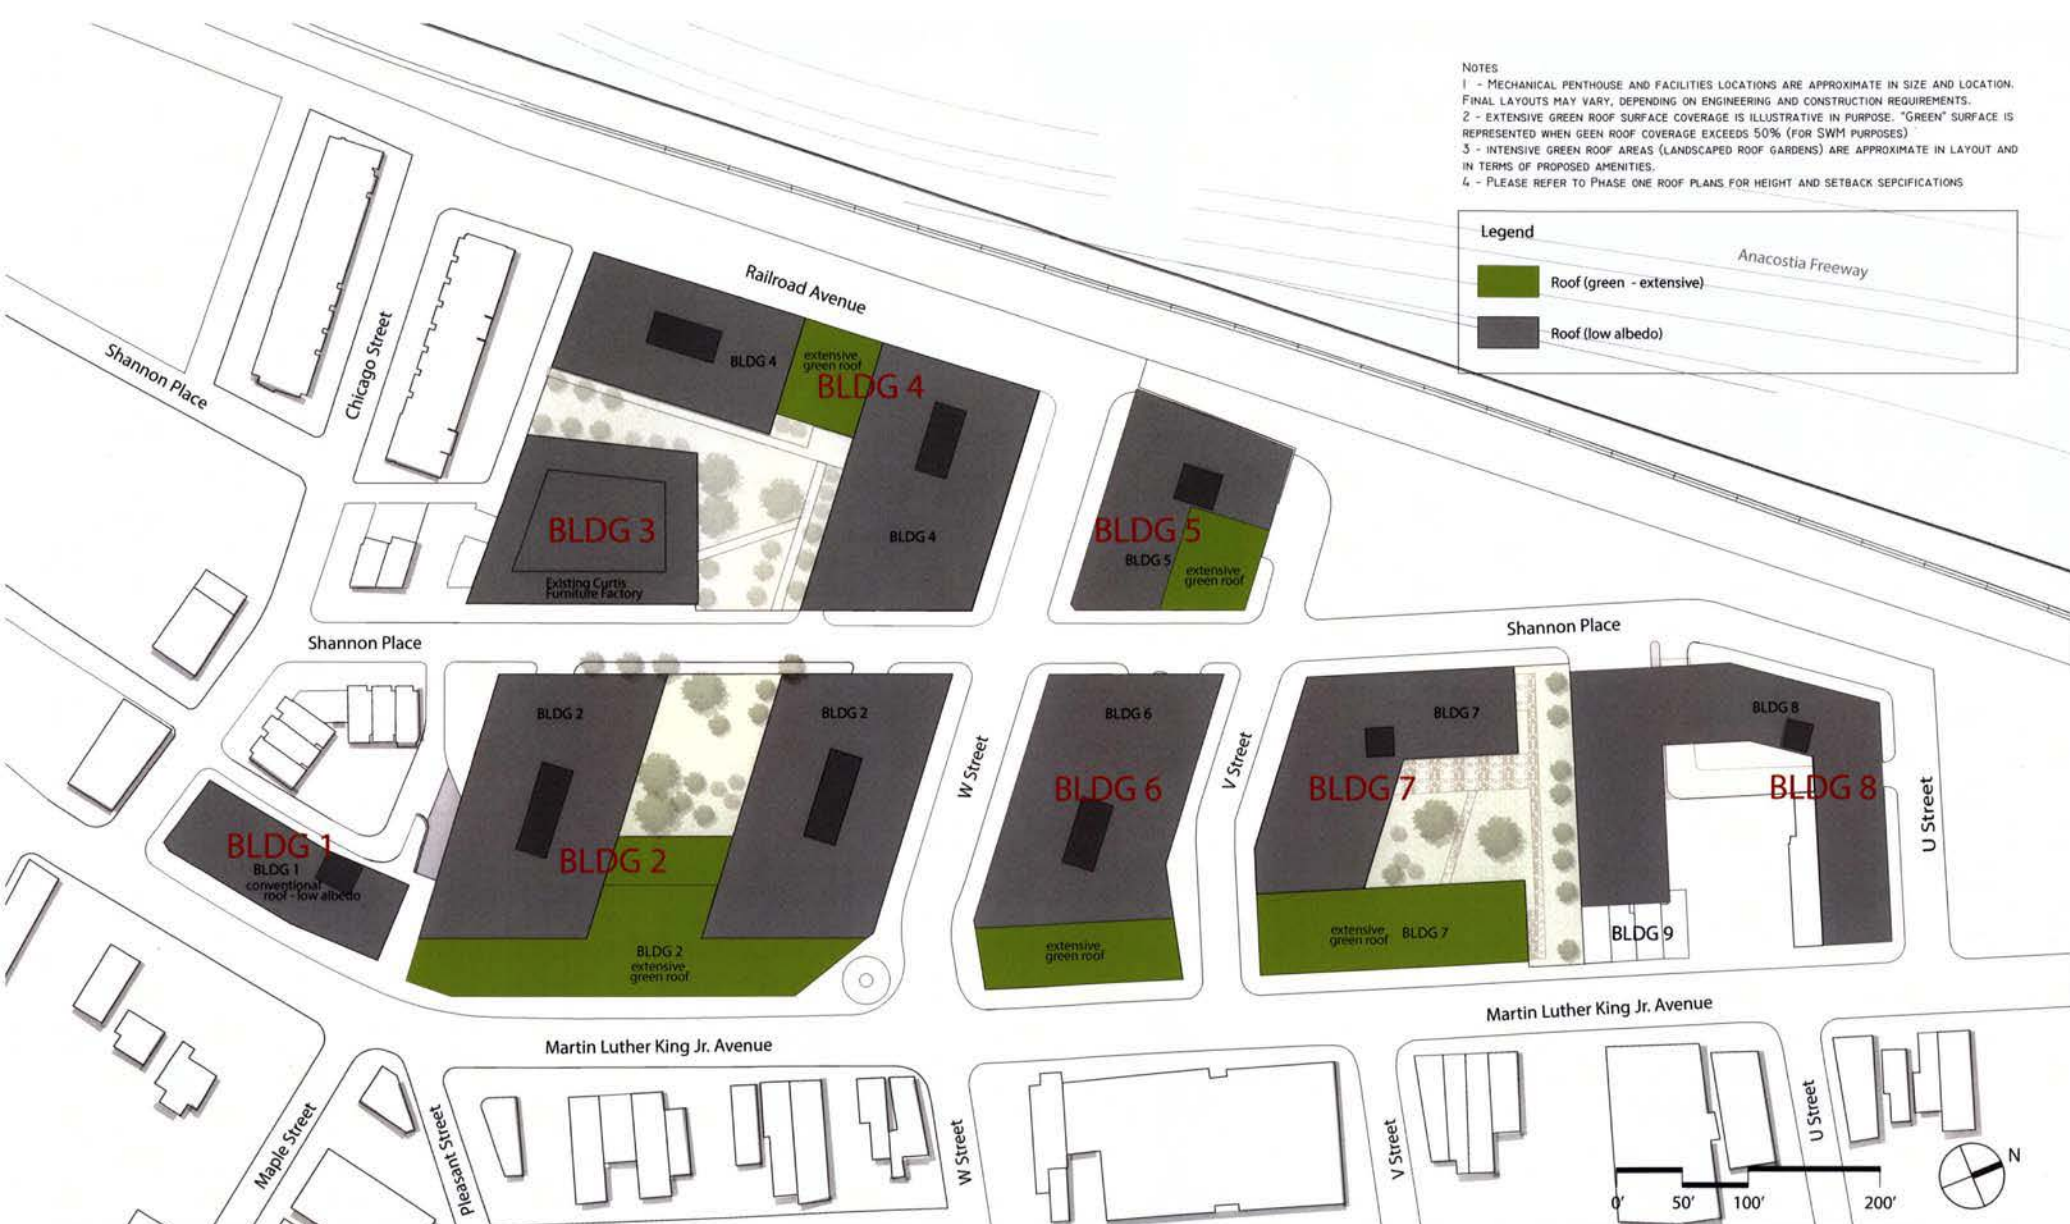 NOTES
1 - MECHANICAL PENTHOUSE AND FACILITIES LOCATIONS ARE APPROXIMATE IN SIZE AND LOCATION.
FINAL LAYOUTS MAY VARY, DEPENDING ON ENGINEERING AND CONSTRUCTION REQUIREMENTS.
2 - EXTENSIVE GREEN ROOF SURFACE COVERAGE IS ILLUSTRATIVE IN PURPOSE. "GREEN" SURFACE IS
REPRESENTED WHEN GEEN ROOF COVERAGE EXCEEDS 50% (FOR SWM PURPOSES)
3 - INTENSIVE GREEN ROOF AREAS (LANDSCAPED ROOF GARDENS) ARE APPROXIMATE IN LAYOUT AND
IN TERMS OF PROPOSED AMENITIES.
4 - PLEASE REFER TO PHASE ONE ROOF PLANS FOR HEIGHT AND SETBACK SEPCIFICATIONS
Legend
Anacostia Freeway
Roof (green - extensive)
Roof (low albedo)
Railroad Avenue
Shannon Place
Chicago Street
BLDG 4
extensive
green roof
BLDG 4
BLDG 4
BLDG 3
Existing Curtis
Furniture Factory
BLDG 5
BLDG 5
extensive
green roof
Shannon Place
Shannon Place
BLDG 2
BLDG 2
BLDG 6
BLDG 7
BLDG 8
W Street
V Street
BLDG 6
BLDG 7
BLDG 8
U Street
BLDG 1
BLDG 1
conventional
roof - low albedo
BLDG 2
BLDG 2
extensive
green roof
extensive
green roof
extensive
green roof
BLDG 7
BLDG 9
Martin Luther King Jr. Avenue
Martin Luther King Jr. Avenue
Maple Street
Pleasant Street
W Street
V Street
U Street
N
0'
50'
100'
200'